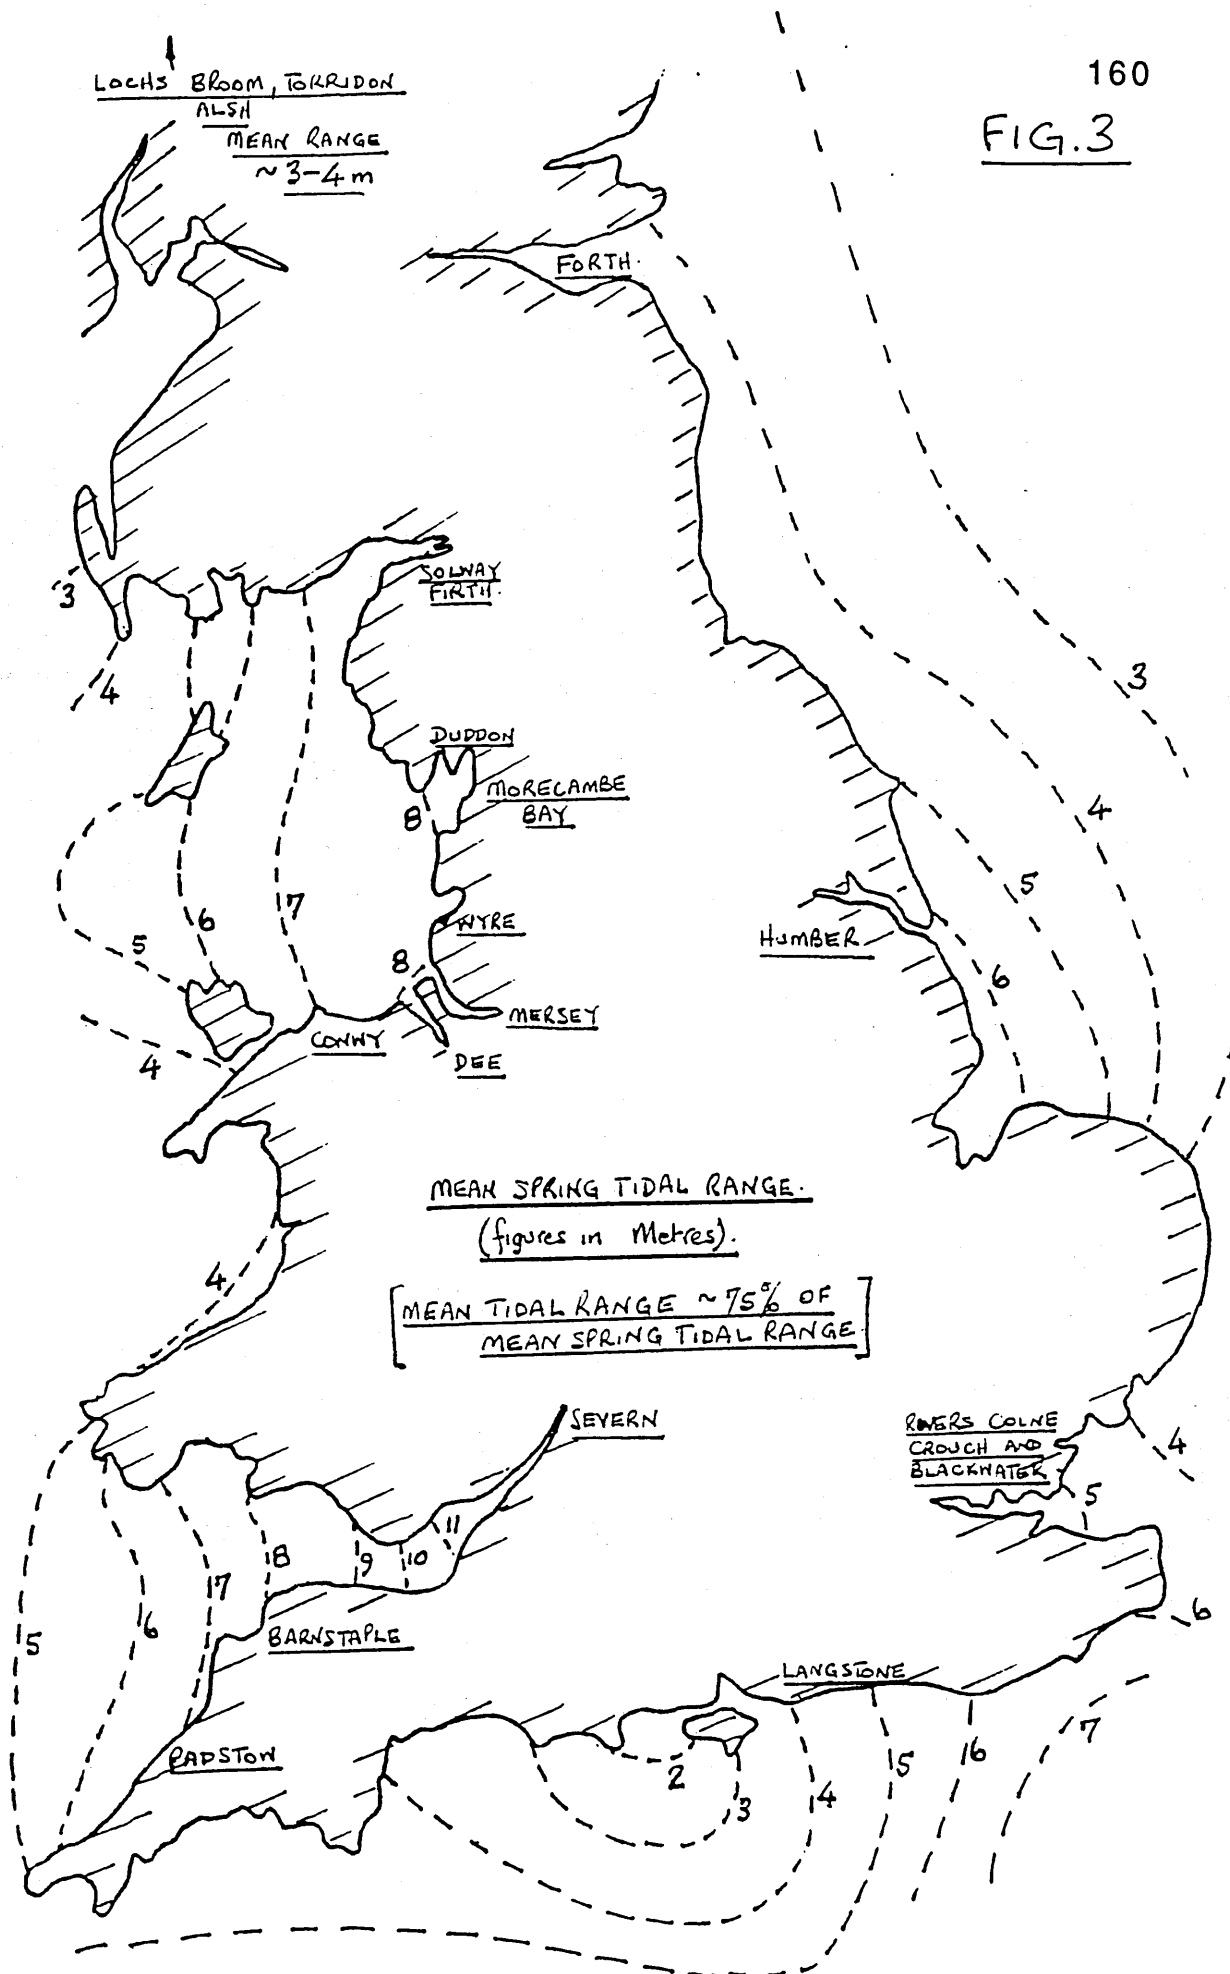 160
FIG.3
LOCHS BROOM, TORRIDON
ALSH
MEAN RANGE
~ 3-4 m
FORTH.
SOLWAY
FIRTH.
3
4
3
DUDDON
MORECAMBE
BAY
8
4
5
7
6
5
WYRE
HUMBER
8
6
MERSEY
CONWY
4
DEE
MEAN SPRING TIDAL RANGE.
(figures in Metres).
4
[MEAN TIDAL RANGE ~ 75% OF
MEAN SPRING TIDAL RANGE]
SEVERN
RIVERS COLNE
CROUCH AND
BLACKWATER
4
5
11
8
9
10
7
6
5
6
BARNSTAPLE
LANGSTONE
PADSTOW
7
6
5
4
3
2